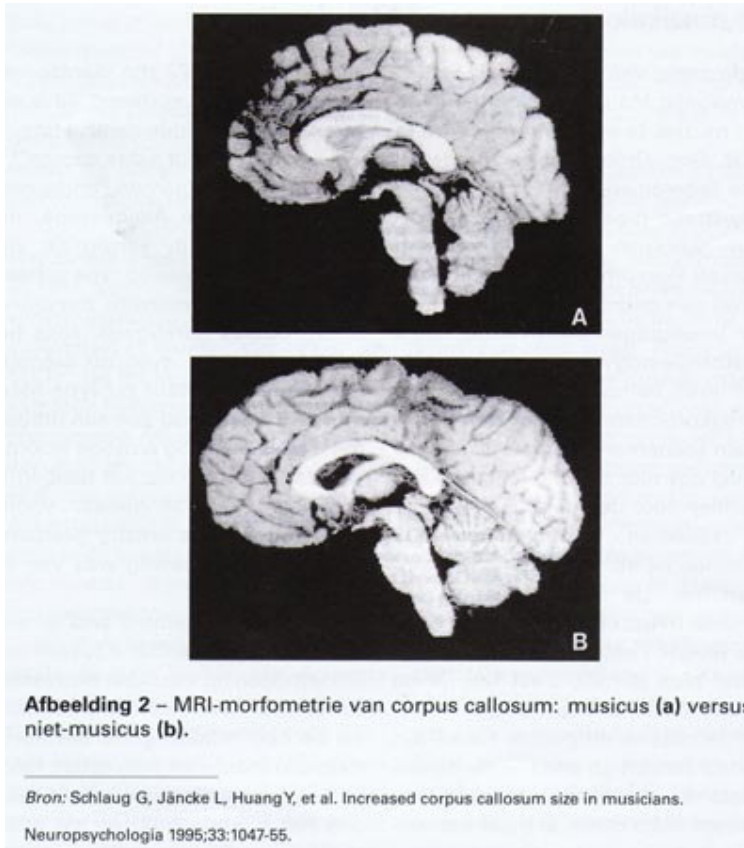 A
B
Afbeelding 2 – MRI-morfometrie van corpus callosum: musicus (a) versus
niet-musicus (b).
Bron: Schlaug G, Jäncke L, Huang Y, et al. Increased corpus callosum size in musicians.
Neuropsychologia 1995;33:1047-55.